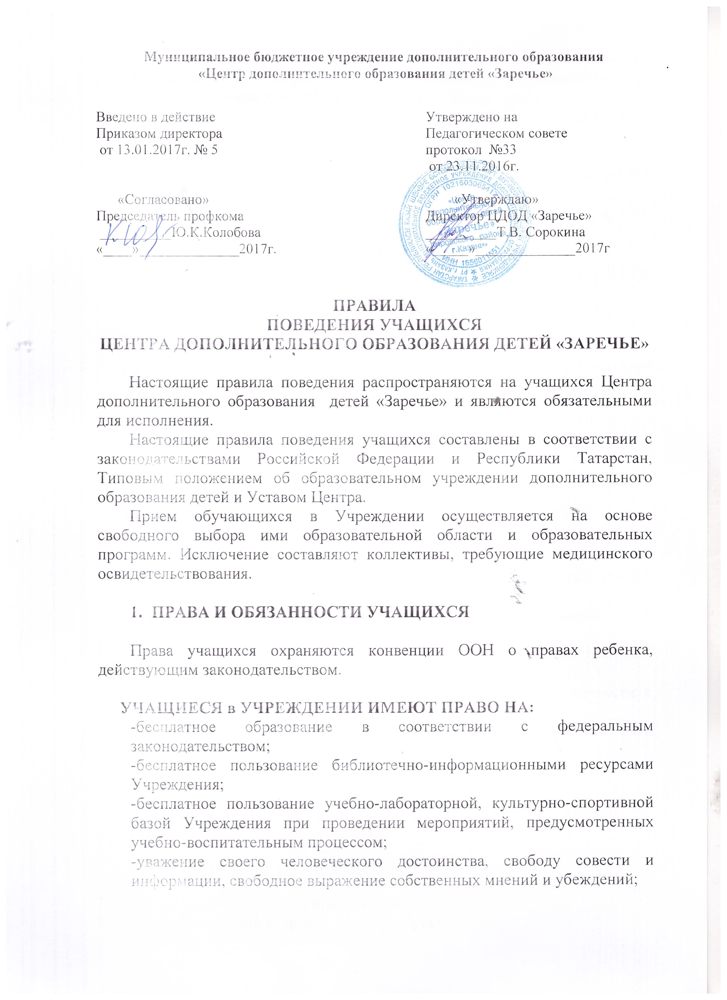 Муниципальное бюджетное учреждение дополнительного образования
«Центр дополнительного образования детей «Заречье»
Введено в действие
Приказом директора
от 13.01.2017г. № 5
Утверждено на
Педагогическом совете
протокол №33
от 23.11.2016г.
«Согласовано»
Председатель профкома
__________Ю.К.Колобова
«____»______________2017г.
«Утверждаю»
Директор ЦДОД «Заречье»
__________Т.В. Сорокина
«_____»______________2017г
«Центр
дополнительного
образования детей
«Заречье»
Кировского района
г.Казани»
ИНН 1656011551
ПРАВИЛА
ПОВЕДЕНИЯ УЧАЩИХСЯ
ЦЕНТРА ДОПОЛНИТЕЛЬНОГО ОБРАЗОВАНИЯ ДЕТЕЙ «ЗАРЕЧЬЕ»
Настоящие правила поведения распространяются на учащихся Центра
дополнительного образования детей «Заречье» и являются обязательными
для исполнения.
Настоящие правила поведения учащихся составлены в соответствии с
законодательствами Российской Федерации и Республики Татарстан,
Типовым положением об образовательном учреждении дополнительного
образования детей и Уставом Центра.
Прием обучающихся в Учреждении осуществляется на основе
свободного выбора ими образовательной области и образовательных
программ. Исключение составляют коллективы, требующие медицинского
освидетельствования.
1. ПРАВА И ОБЯЗАННОСТИ УЧАЩИХСЯ
Права учащихся охраняются конвенции ООН о правах ребенка,
действующим законодательством.
УЧАЩИЕСЯ в УЧРЕЖДЕНИИ ИМЕЮТ ПРАВО НА:
-бесплатное образование в соответствии с федеральным
законодательством;
-бесплатное пользование библиотечно-информационными ресурсами
Учреждения;
-бесплатное пользование учебно-лабораторной, культурно-спортивной
базой Учреждения при проведении мероприятий, предусмотренных
учебно-воспитательным процессом;
-уважение своего человеческого достоинства, свободу совести и
информации, свободное выражение собственных мнений и убеждений;